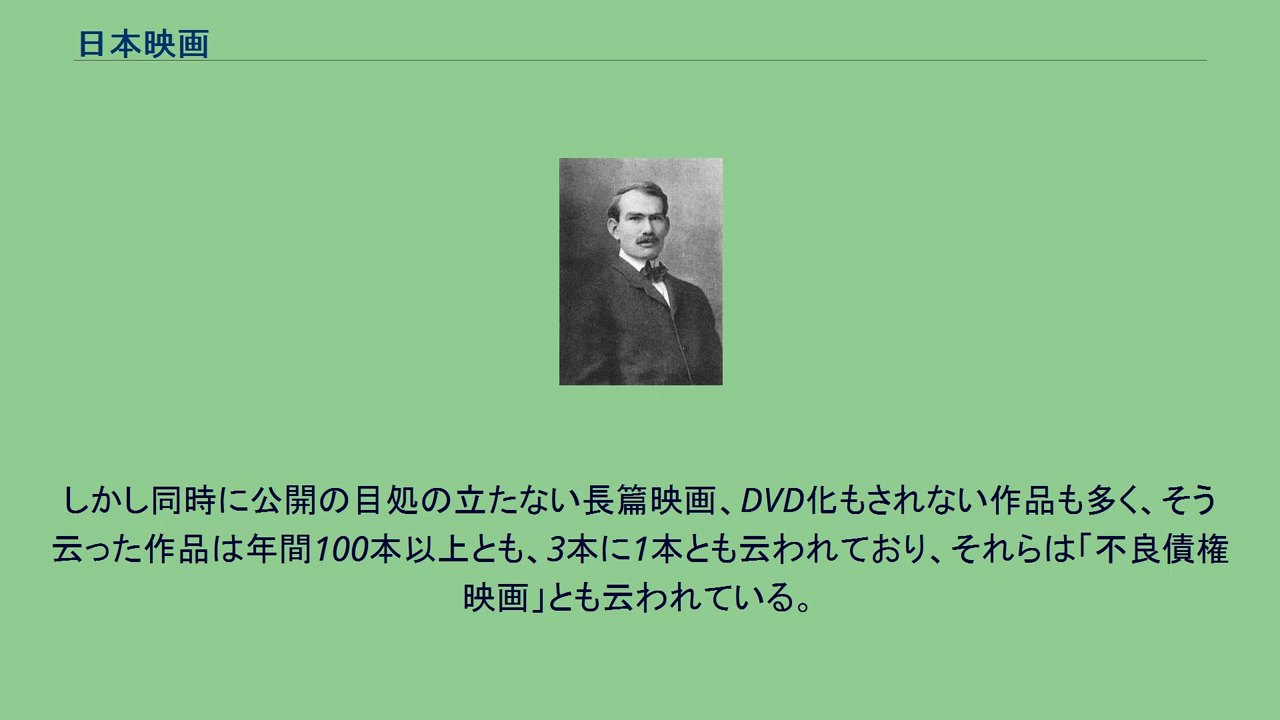 日本映画
しかし同時に公開の目処の立たない長篇映画、DVD化もされない作品も多く、そう
云った作品は年間100本以上とも、3本に1本とも云われており、それらは「不良債権
映画」とも云われている。